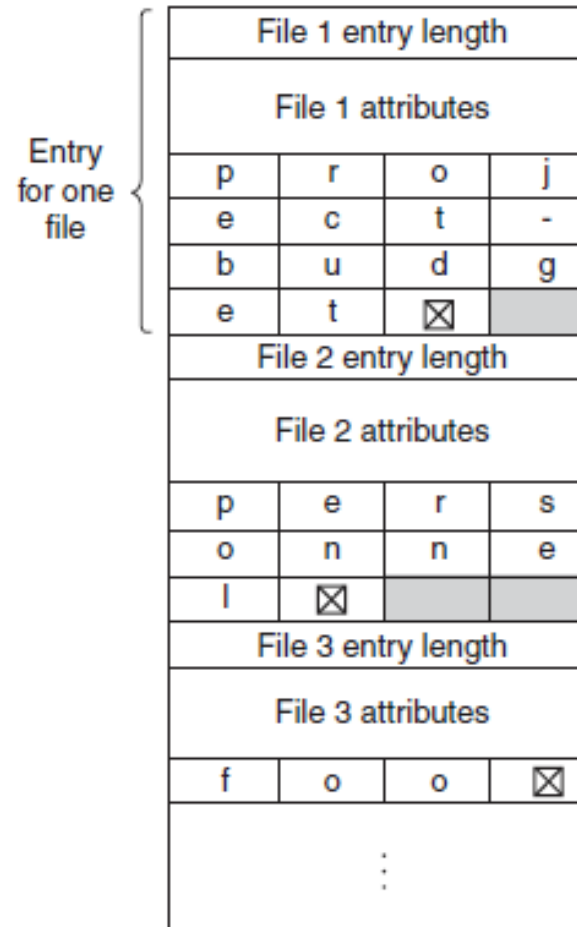 Entry
for one
file
File 1 entry length
File 1 attributes
p r o j
e c t -
b u d g
e t ☒
File 2 entry length
File 2 attributes
p e r s
o n n e
l ☒
File 3 entry length
File 3 attributes
f o o ☒
⋮